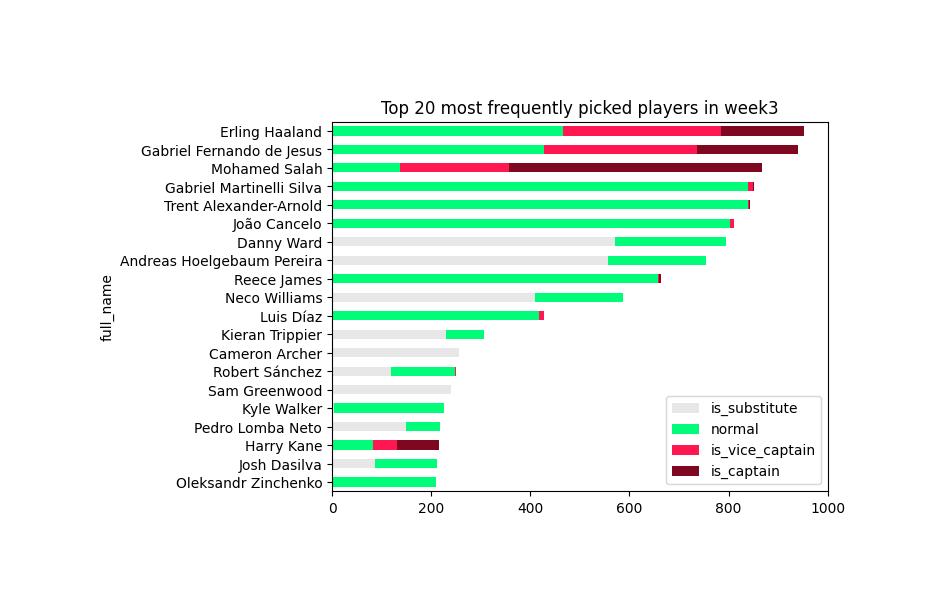 Top 20 most frequently picked players in week3
full_name
Erling Haaland
Gabriel Fernando de Jesus
Mohamed Salah
Gabriel Martinelli Silva
Trent Alexander-Arnold
João Cancelo
Danny Ward
Andreas Hoelgebaum Pereira
Reece James
Neco Williams
Luis Díaz
Kieran Trippier
Cameron Archer
Robert Sánchez
Sam Greenwood
Kyle Walker
Pedro Lomba Neto
Harry Kane
Josh Dasilva
Oleksandr Zinchenko
is_substitute
normal
is_vice_captain
is_captain
0 200 400 600 800 1000